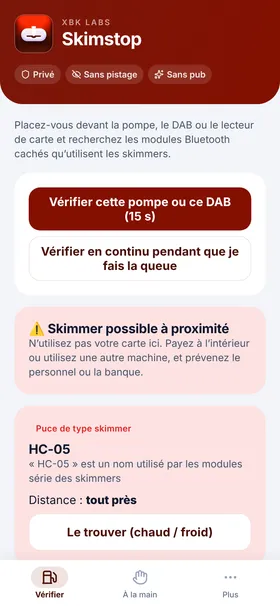 XBK LABS
Skimstop
Privé
Sans pistage
Sans pub
Placez-vous devant la pompe, le DAB ou le lecteur
de carte et recherchez les modules Bluetooth
cachés qu’utilisent les skimmers.
Vérifier cette pompe ou ce DAB
(15 s)
Vérifier en continu pendant que je
fais la queue
⚠️ Skimmer possible à proximité
N’utilisez pas votre carte ici. Payez à l’intérieur
ou utilisez une autre machine, et prévenez le
personnel ou la banque.
Puce de type skimmer
HC-05
« HC-05 » est un nom utilisé par les modules
série des skimmers
Distance : tout près
Le trouver (chaud / froid)
Vérifier
À la main
Plus